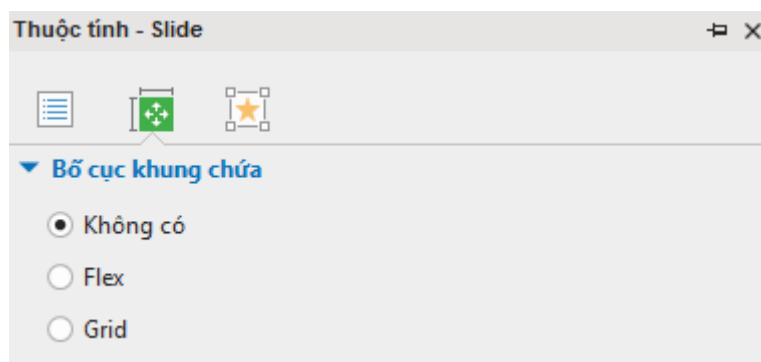 Thuộc tính - Slide
Bố cục khung chứa
Không có
Flex
Grid